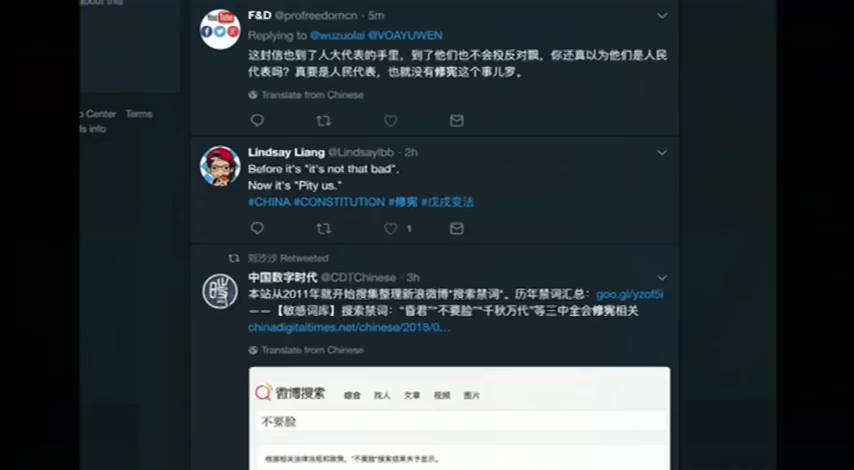 about this
F&D @profreedomcn · 5m
Replying to @wuzuolai @VOAYUWEN
这封信也到了人大代表的手里，到了他们也不会投反对飘，你还真以为他们是人民
代表吗？真要是人民代表，也就没有修宪这个事儿罗。
Translate from Chinese
Center Terms
info
Lindsay Liang @Lindsaylbb · 2h
Before it's "it's not that bad".
Now it's "Pity us."
#CHINA #CONSTITUTION #修宪 #戊戌变法
1
刘沙沙 Retweeted
中国数字时代 @CDTChinese · 3h
本站从2011年就开始搜集整理新浪微博"搜索禁词"。历年禁词汇总： goo.gl/yzof5i
——【敏感词库】搜索禁词："昏君""不要脸""千秋万代"等三中全会修宪相关
chinadigitaltimes.net/chinese/2018/0…
Translate from Chinese
微博搜索 综合 找人 文章 视频 图片
不要脸
根据相关法律法规和政策，"不要脸"搜索结果未予显示。